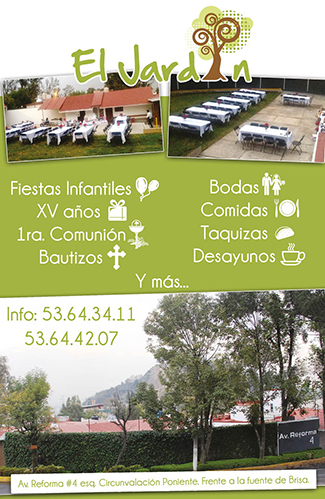 El Jardín
Fiestas Infantiles
XV años
1ra. Comunión
Bautizos
Bodas
Comidas
Taquizas
Desayunos
Y más...
Info: 53.64.34.11
53.64.42.07
Av. Reforma
4
Av. Reforma #4 esq. Circunvalación Poniente. Frente a la fuente de Brisa.